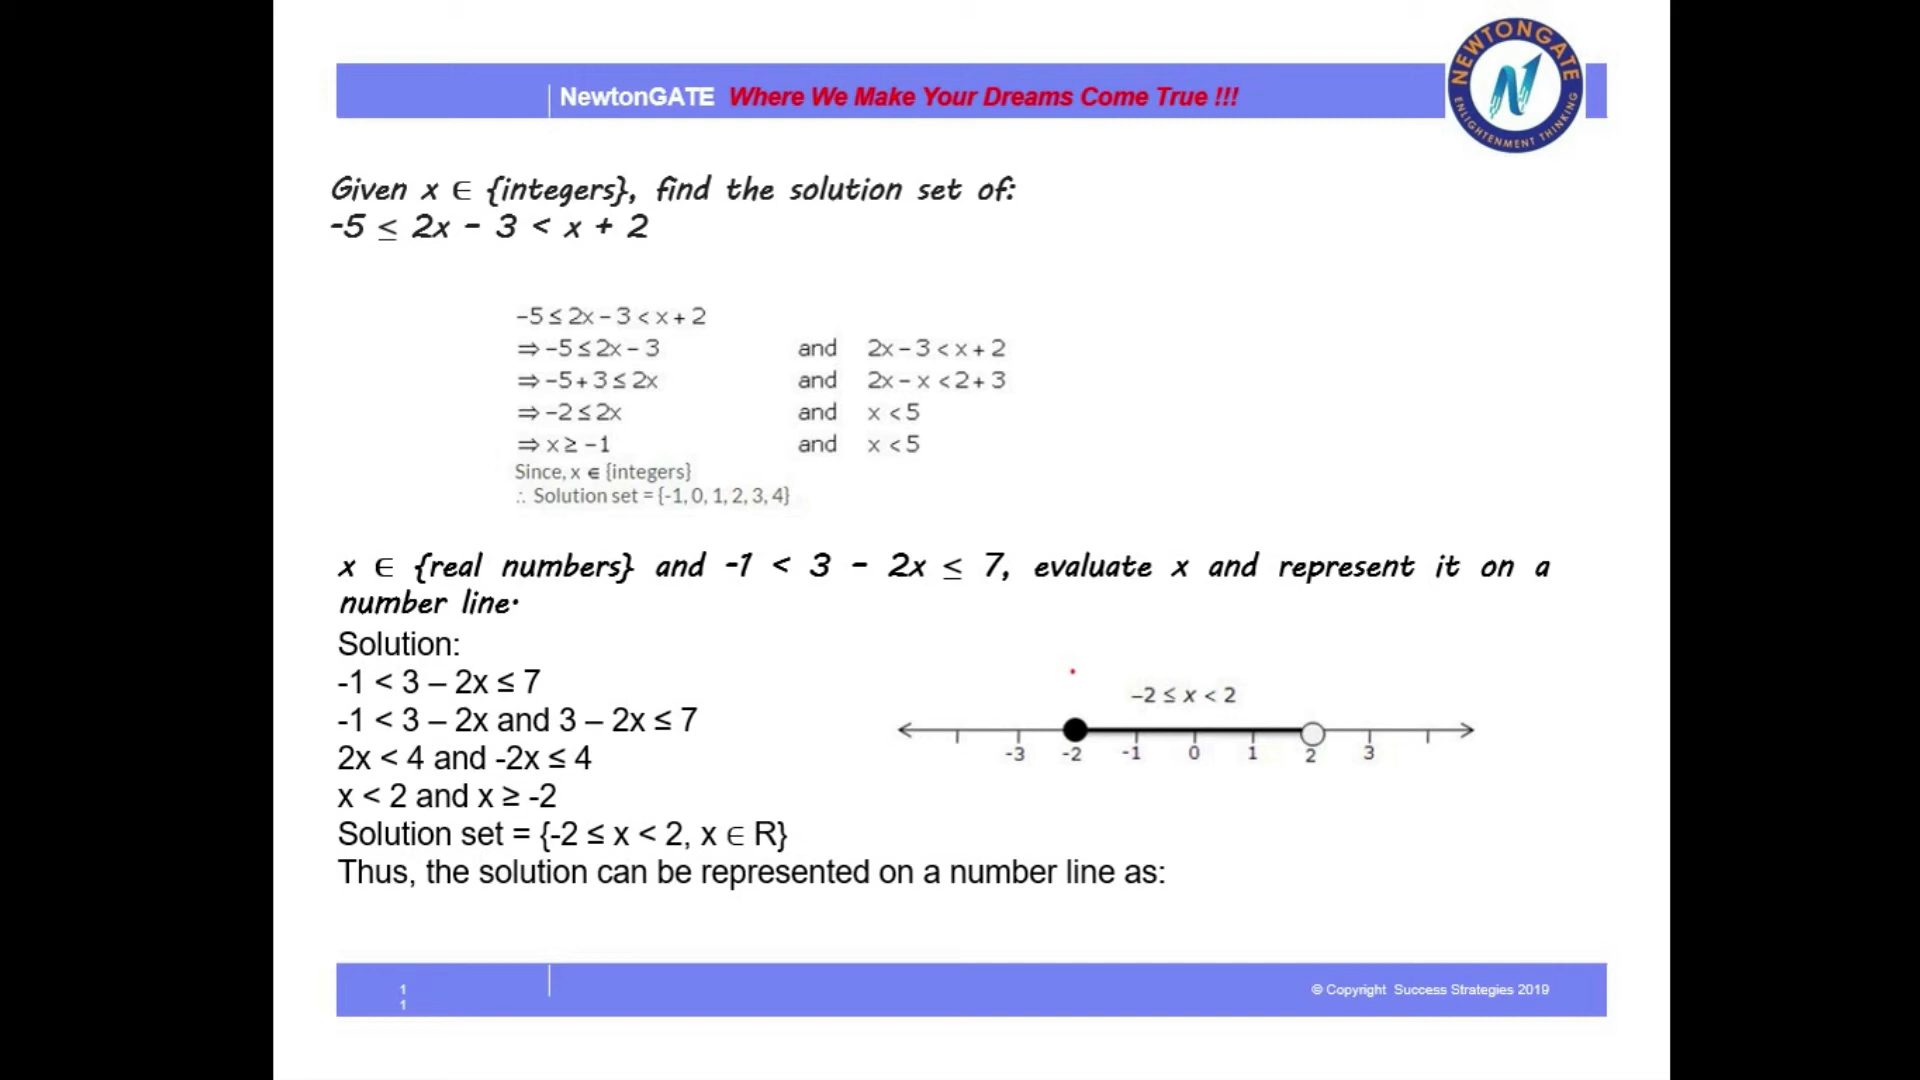 NewtonGATE Where We Make Your Dreams Come True !!!
NEWTONGATE
ENLIGHTENMENT THINKING
Given x ∈ {integers}, find the solution set of:
-5 ≤ 2x - 3 < x + 2
-5 ≤ 2x - 3 < x + 2
⇒ -5 ≤ 2x - 3 and 2x - 3 < x + 2
⇒ -5 + 3 ≤ 2x and 2x - x < 2 + 3
⇒ -2 ≤ 2x and x < 5
⇒ x ≥ -1 and x < 5
Since, x ∈ {integers}
∴ Solution set = {-1, 0, 1, 2, 3, 4}
x ∈ {real numbers} and -1 < 3 - 2x ≤ 7, evaluate x and represent it on a
number line.
Solution:
-1 < 3 – 2x ≤ 7
-1 < 3 – 2x and 3 – 2x ≤ 7
2x < 4 and -2x ≤ 4
x < 2 and x ≥ -2
Solution set = {-2 ≤ x < 2, x ∈ R}
Thus, the solution can be represented on a number line as:
-2 ≤ x < 2
-3 -2 -1 0 1 2 3
1
1
© Copyright Success Strategies 2019